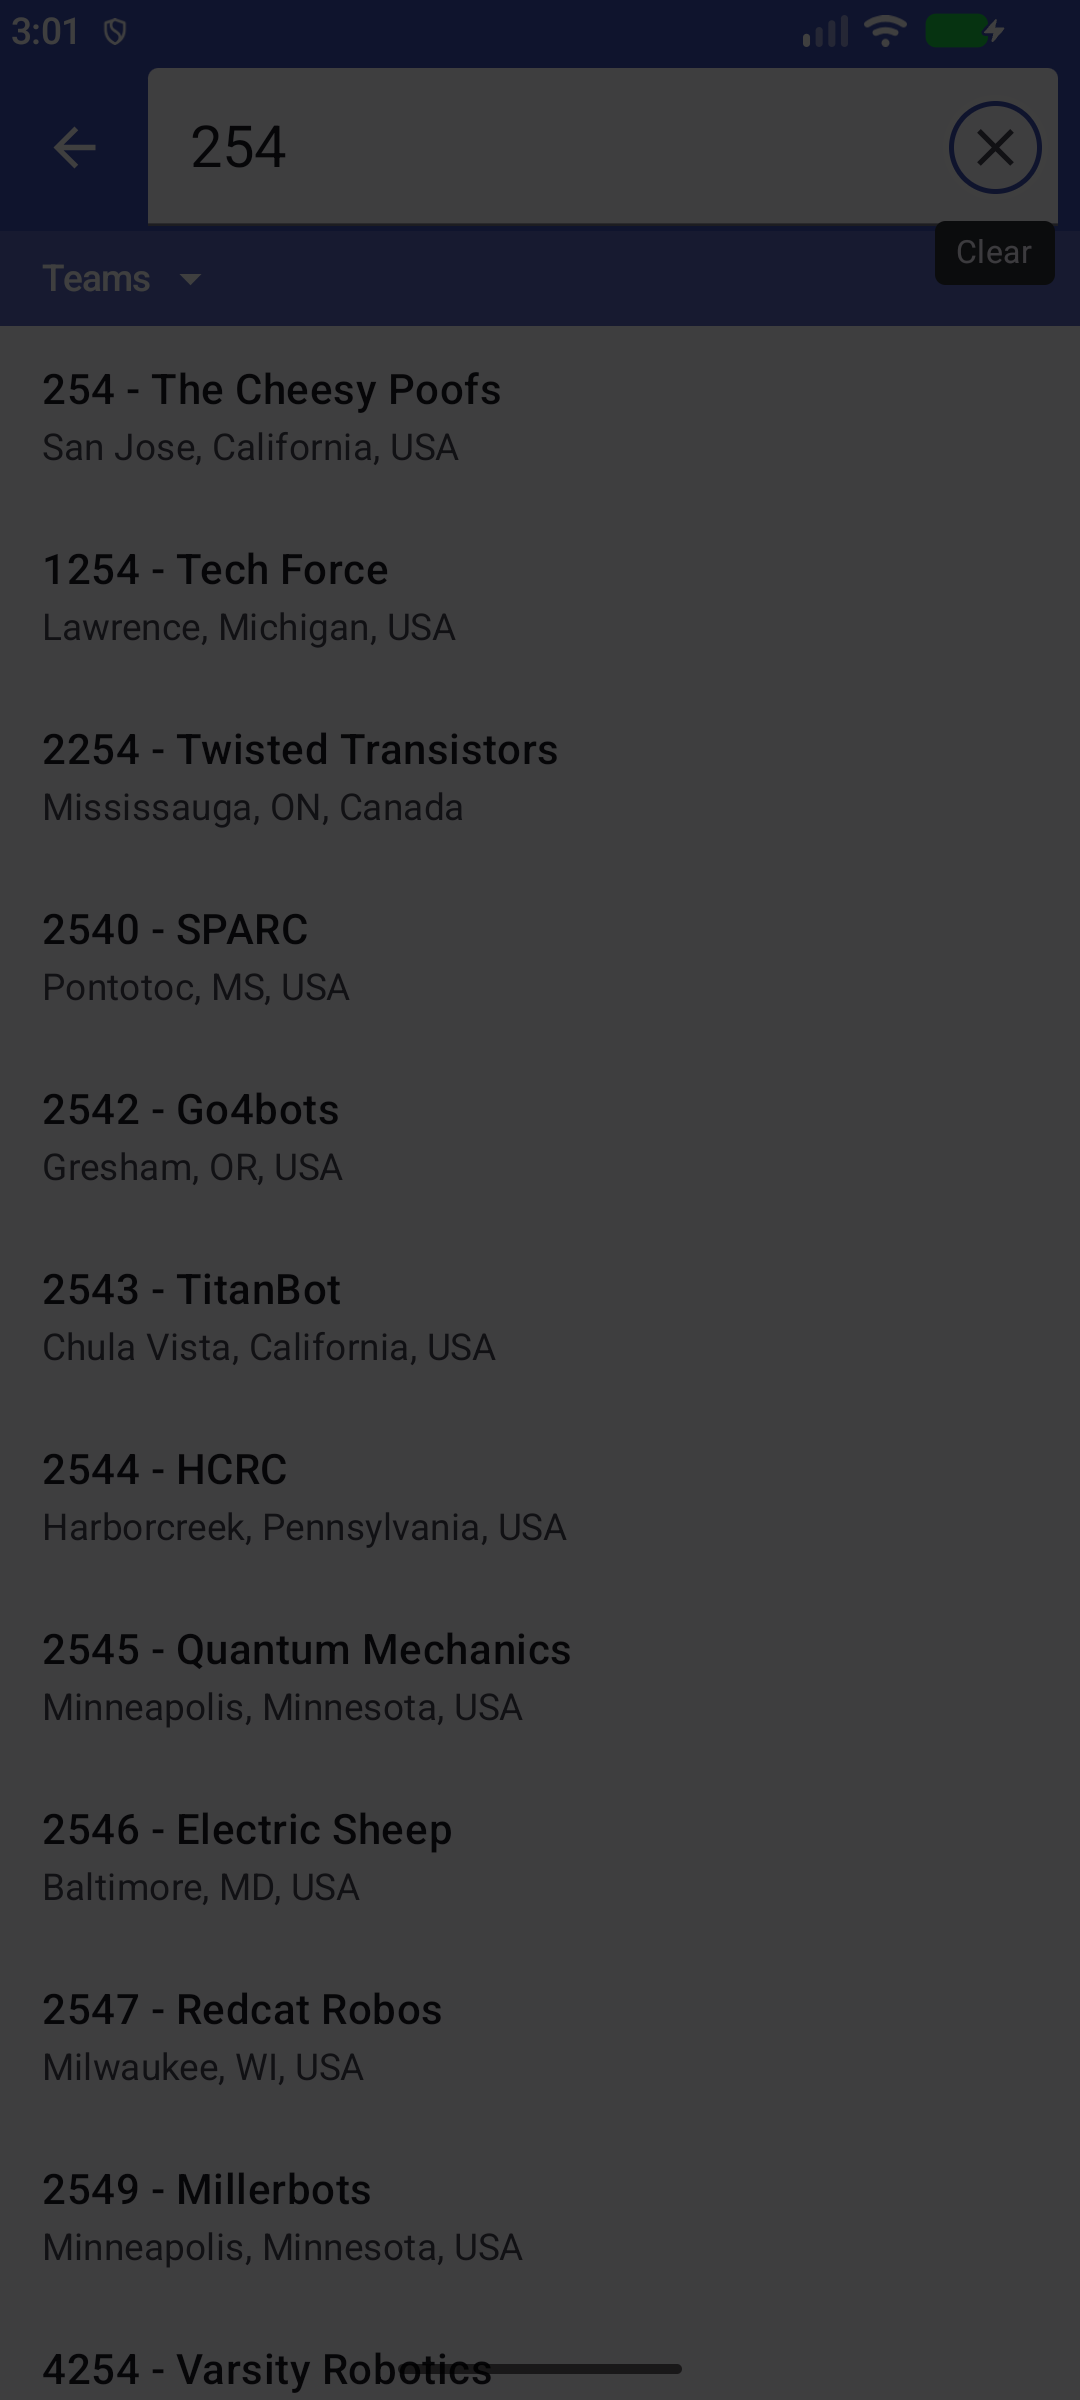 3:01
254
Clear
Teams
254 - The Cheesy Poofs
San Jose, California, USA
1254 - Tech Force
Lawrence, Michigan, USA
2254 - Twisted Transistors
Mississauga, ON, Canada
2540 - SPARC
Pontotoc, MS, USA
2542 - Go4bots
Gresham, OR, USA
2543 - TitanBot
Chula Vista, California, USA
2544 - HCRC
Harborcreek, Pennsylvania, USA
2545 - Quantum Mechanics
Minneapolis, Minnesota, USA
2546 - Electric Sheep
Baltimore, MD, USA
2547 - Redcat Robos
Milwaukee, WI, USA
2549 - Millerbots
Minneapolis, Minnesota, USA
4254 - Varsity Robotics